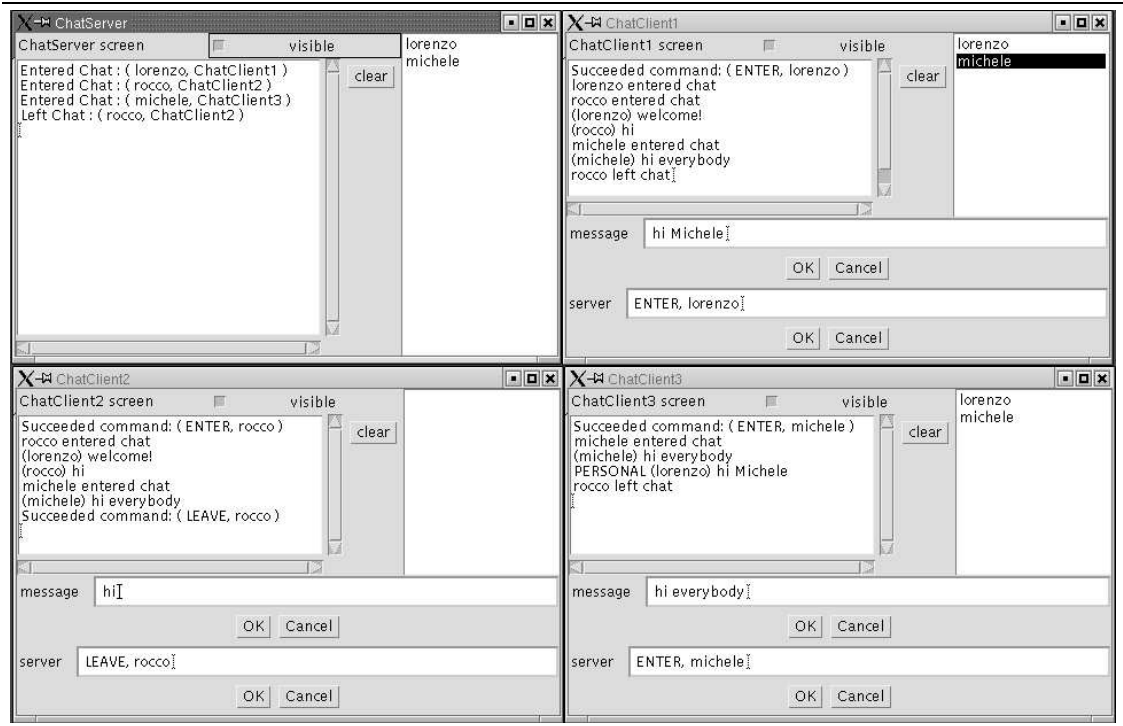 ChatServer
ChatServer screen
visible
Entered Chat : ( lorenzo, ChatClient1 )
Entered Chat : ( rocco, ChatClient2 )
Entered Chat : ( michele, ChatClient3 )
Left Chat : ( rocco, ChatClient2 )
clear
lorenzo
michele
ChatClient1
ChatClient1 screen
visible
Succeeded command: ( ENTER, lorenzo )
lorenzo entered chat
rocco entered chat
(lorenzo) welcome!
(rocco) hi
michele entered chat
(michele) hi everybody
rocco left chat
clear
lorenzo
michele
message
hi Michele
OK
Cancel
server
ENTER, lorenzo
OK
Cancel
ChatClient2
ChatClient2 screen
visible
Succeeded command: ( ENTER, rocco )
rocco entered chat
(lorenzo) welcome!
(rocco) hi
michele entered chat
(michele) hi everybody
Succeeded command: ( LEAVE, rocco )
clear
message
hi
OK
Cancel
server
LEAVE, rocco
OK
Cancel
ChatClient3
ChatClient3 screen
visible
Succeeded command: ( ENTER, michele )
michele entered chat
(michele) hi everybody
PERSONAL (lorenzo) hi Michele
rocco left chat
clear
lorenzo
michele
message
hi everybody
OK
Cancel
server
ENTER, michele
OK
Cancel